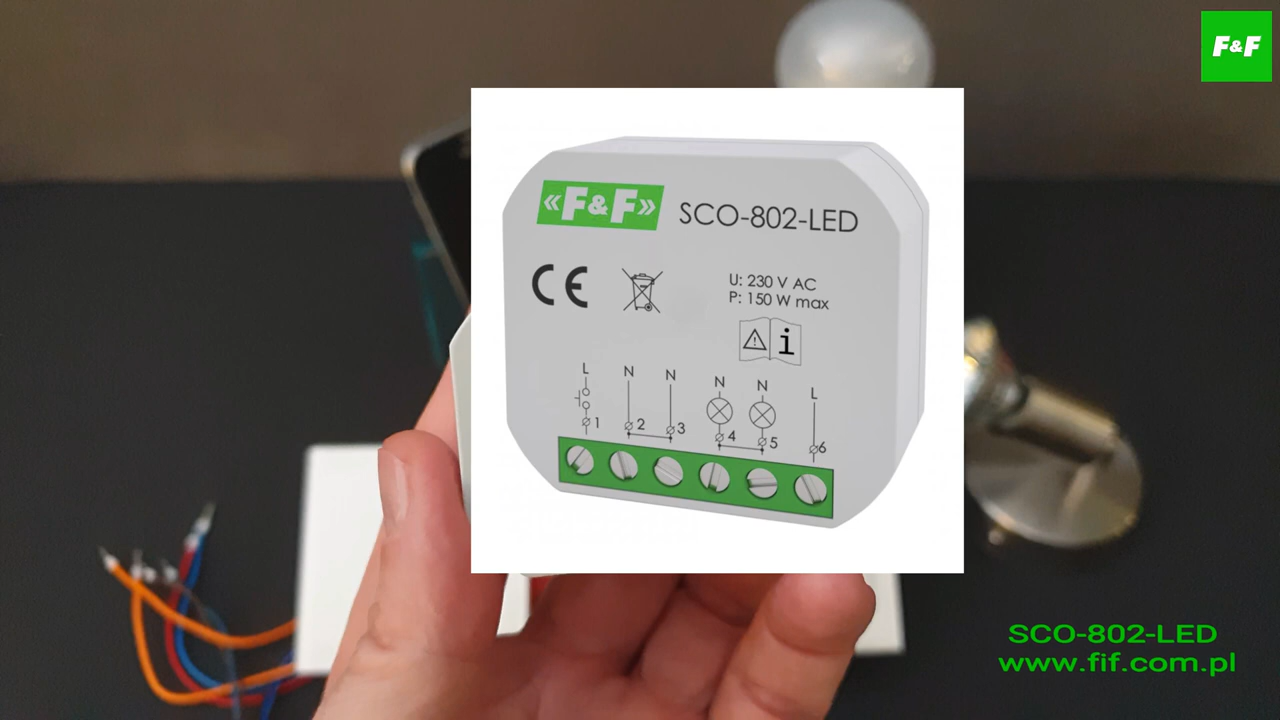 F&F
«F&F» SCO-802-LED
CE
U: 230 V AC
P: 150 W max
i
L N N N N L
1 2 3 4 5 6
SCO-802-LED
www.fif.com.pl